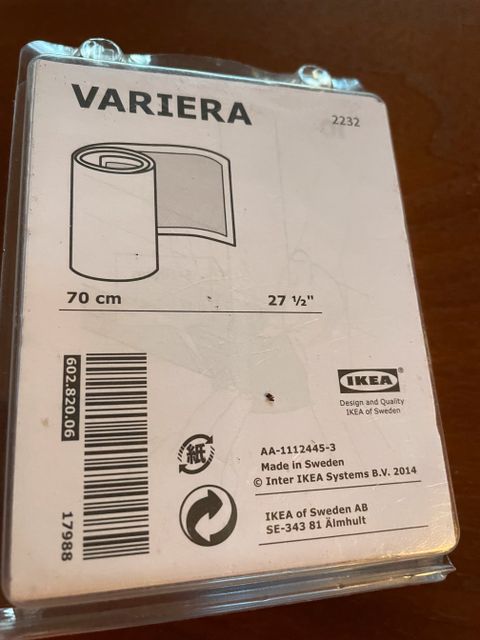 VARIERA
2232
70 cm
27 ½"
602.820.06
17988
IKEA®
Design and Quality
IKEA of Sweden
紙
AA-1112445-3
Made in Sweden
© Inter IKEA Systems B.V. 2014
IKEA of Sweden AB
SE-343 81 Älmhult